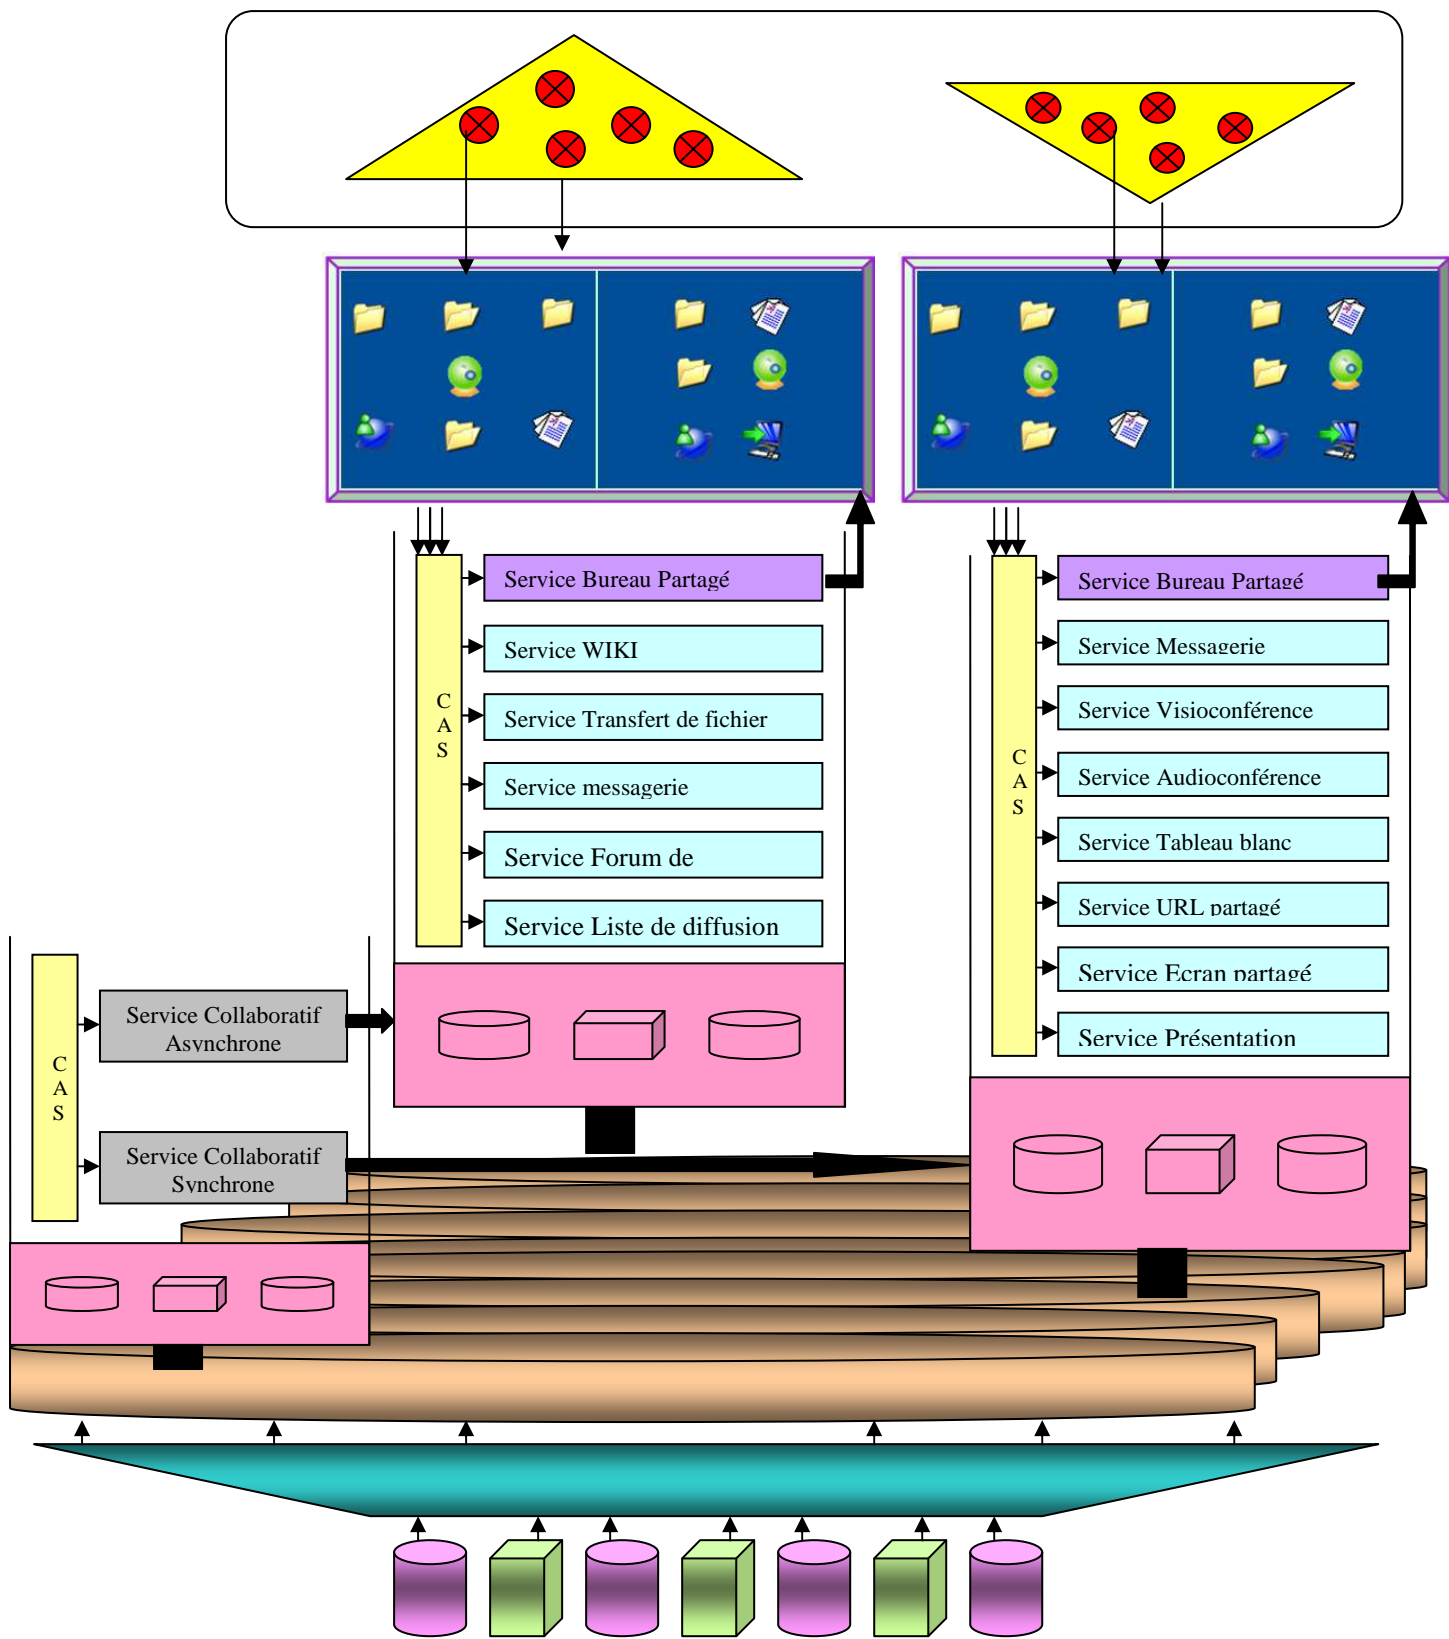 Service Bureau Partagé
Service WIKI
Service Transfert de fichier
Service messagerie
Service Forum de
Service Liste de diffusion
C
A
S
Service Bureau Partagé
Service Messagerie
Service Visioconférence
Service Audioconférence
Service Tableau blanc
Service URL partagé
Service Ecran partagé
Service Présentation
C
A
S
Service Collaboratif
Asynchrone
Service Collaboratif
Synchrone
C
A
S